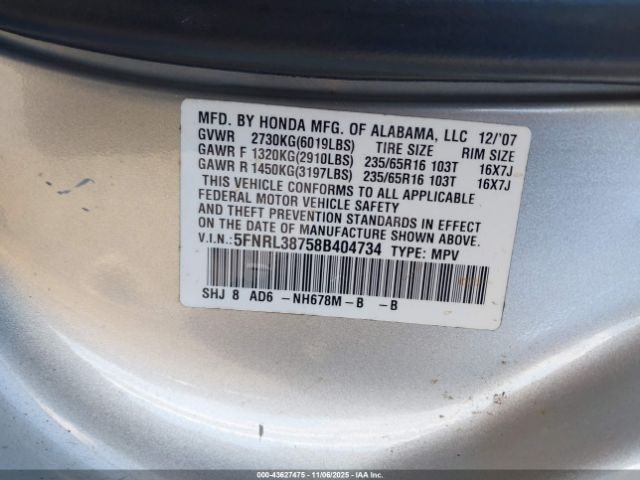 MFD. BY HONDA MFG. OF ALABAMA, LLC 12/'07
GVWR 2730KG(6019LBS) TIRE SIZE RIM SIZE
GAWR F 1320KG(2910LBS) 235/65R16 103T 16X7J
GAWR R 1450KG(3197LBS) 235/65R16 103T 16X7J
THIS VEHICLE CONFORMS TO ALL APPLICABLE
FEDERAL MOTOR VEHICLE SAFETY
AND THEFT PREVENTION STANDARDS IN EFFECT
ON THE DATE OF MANUFACTURE SHOWN ABOVE.
V.I.N.:5FNRL38758B404734 TYPE: MPV
SHJ 8 AD6 -NH678M-B -B
000-43627475 - 11/06/2025 - IAAI.COM